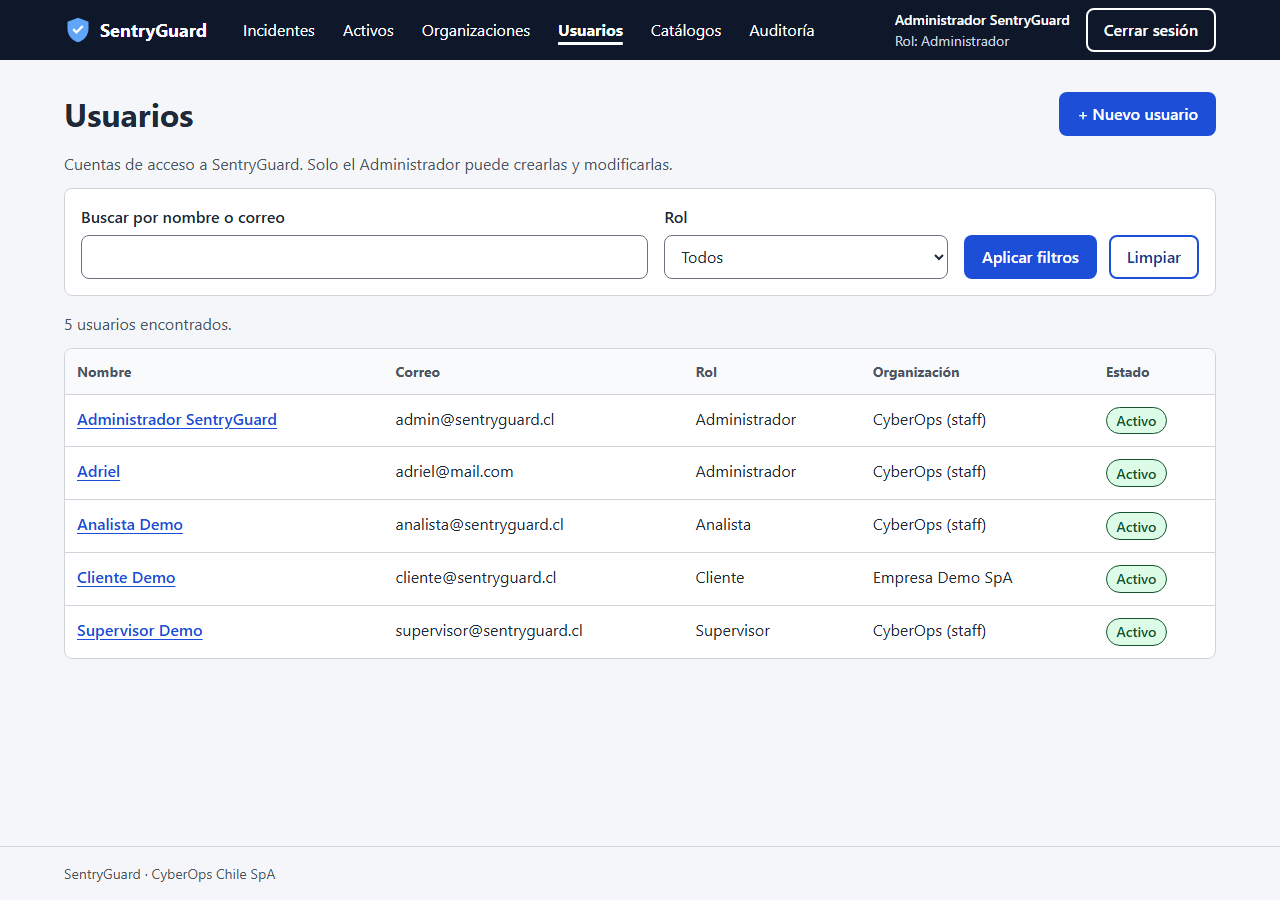 SentryGuard
Incidentes Activos Organizaciones Usuarios Catálogos Auditoría
Administrador SentryGuard
Rol: Administrador
Cerrar sesión
Usuarios
+ Nuevo usuario
Cuentas de acceso a SentryGuard. Solo el Administrador puede crearlas y modificarlas.
Buscar por nombre o correo
Rol
Todos
Aplicar filtros
Limpiar
5 usuarios encontrados.
Nombre Correo Rol Organización Estado
Administrador SentryGuard admin@sentryguard.cl Administrador CyberOps (staff) Activo
Adriel adriel@mail.com Administrador CyberOps (staff) Activo
Analista Demo analista@sentryguard.cl Analista CyberOps (staff) Activo
Cliente Demo cliente@sentryguard.cl Cliente Empresa Demo SpA Activo
Supervisor Demo supervisor@sentryguard.cl Supervisor CyberOps (staff) Activo
SentryGuard · CyberOps Chile SpA